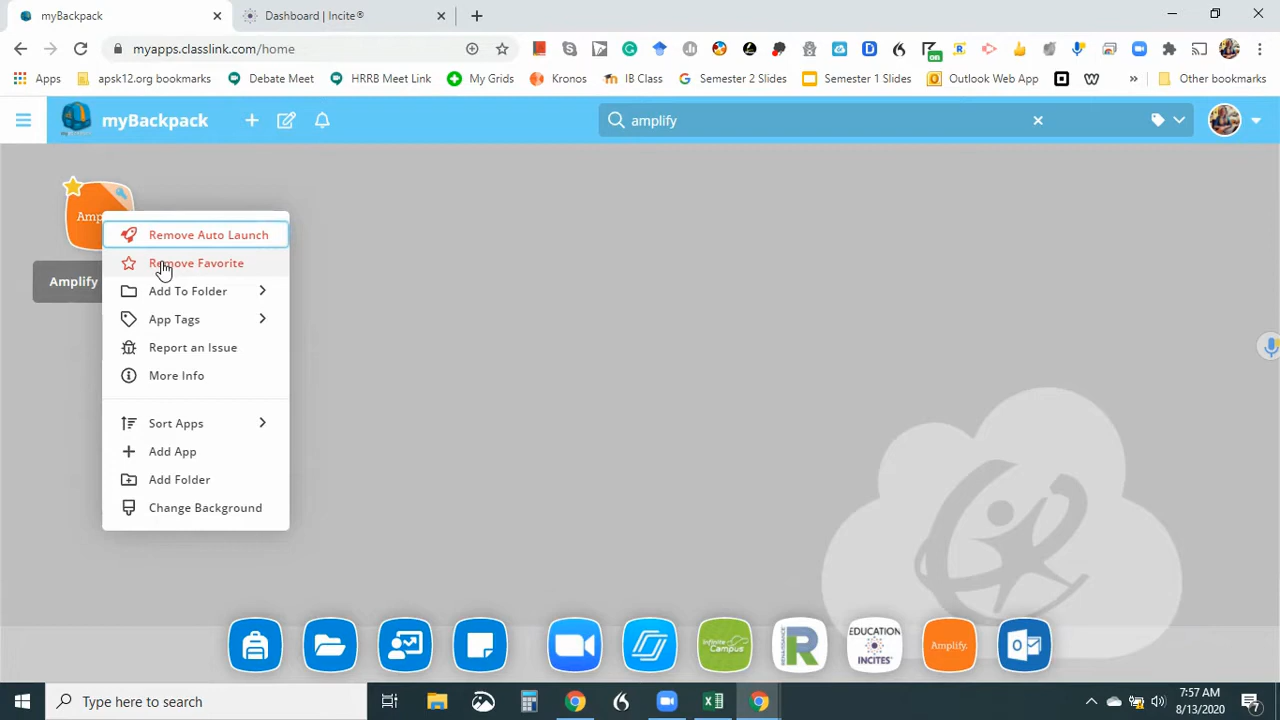 myBackpack
Dashboard | Incite®
myapps.classlink.com/home
on
Apps
apsk12.org bookmarks
Debate Meet
HRRB Meet Link
My Grids
Kronos
IB Class
Semester 2 Slides
Semester 1 Slides
Outlook Web App
Other bookmarks
myBackpack
amplify
Amp
Amplify
Remove Auto Launch
Remove Favorite
Add To Folder
App Tags
Report an Issue
More Info
Sort Apps
Add App
Add Folder
Change Background
Infinite
Campus
R
EDUCATION
INCITES
Amplify.
Type here to search
7:57 AM
8/13/2020
7